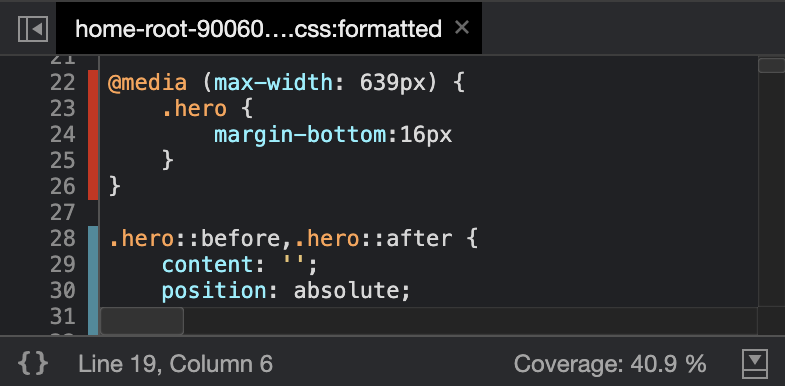 home-root-90060….css:formatted ×
21
22 @media (max-width: 639px) {
23     .hero {
24         margin-bottom:16px
25     }
26 }
27
28 .hero::before,.hero::after {
29     content: '';
30     position: absolute;
31
{} Line 19, Column 6 Coverage: 40.9 %